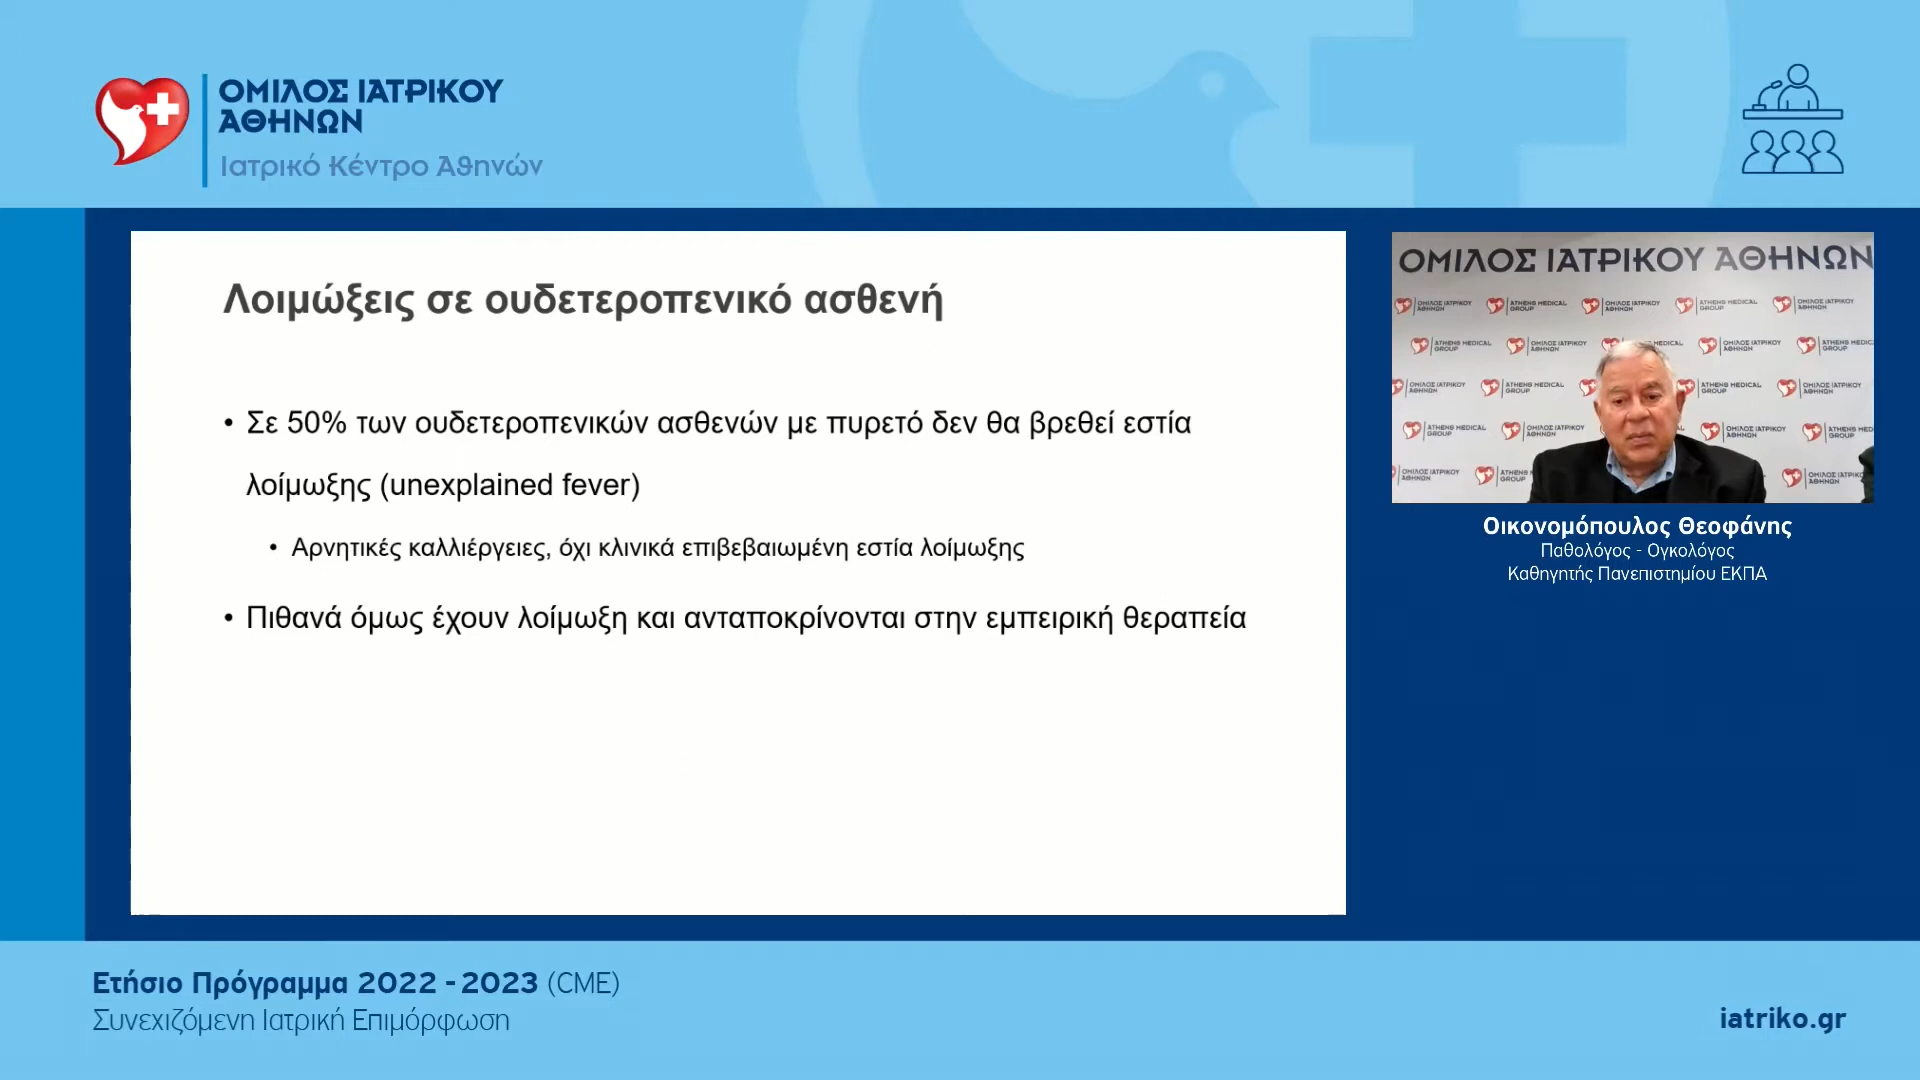 ΟΜΙΛΟΣ ΙΑΤΡΙΚΟΥ
ΑΘΗΝΩΝ
Ιατρικό Κέντρο Αθηνών
Λοιμώξεις σε ουδετεροπενικό ασθενή
• Σε 50% των ουδετεροπενικών ασθενών με πυρετό δεν θα βρεθεί εστία
λοίμωξης (unexplained fever)
• Αρνητικές καλλιέργειες, όχι κλινικά επιβεβαιωμένη εστία λοίμωξης
• Πιθανά όμως έχουν λοίμωξη και ανταποκρίνονται στην εμπειρική θεραπεία
ΟΜΙΛΟΣ ΙΑΤΡΙΚΟΥ ΑΘΗΝΩΝ
Οικονομόπουλος Θεοφάνης
Παθολόγος - Ογκολόγος
Καθηγητής Πανεπιστημίου ΕΚΠΑ
Ετήσιο Πρόγραμμα 2022 - 2023 (CME)
Συνεχιζόμενη Ιατρική Επιμόρφωση
iatriko.gr